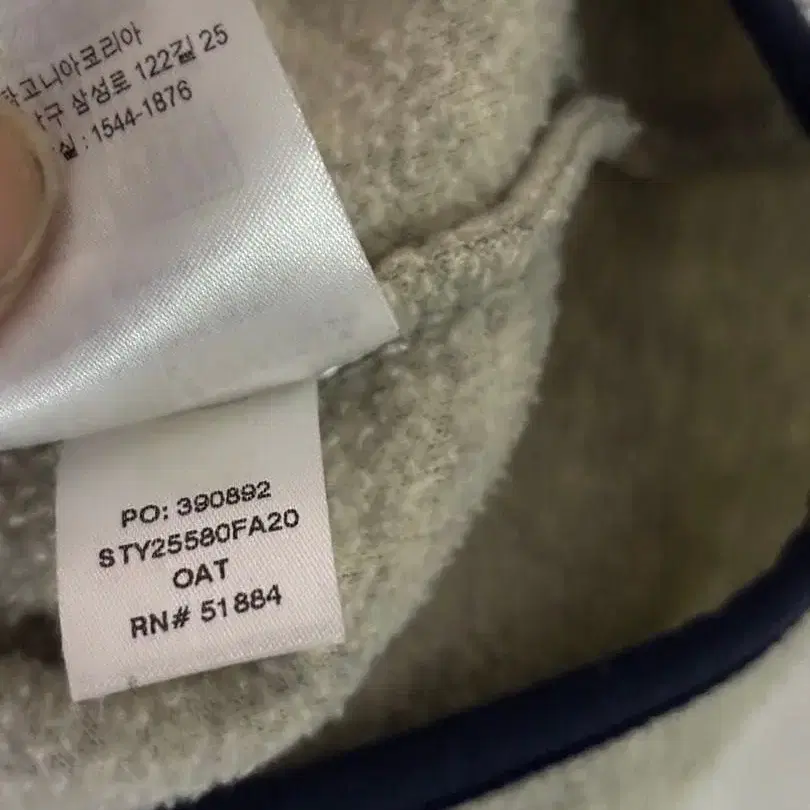 고니아코리아
구 삼성로 122길 25
실 : 1544-1876
PO: 390892
STY25580FA20
OAT
RN# 51884